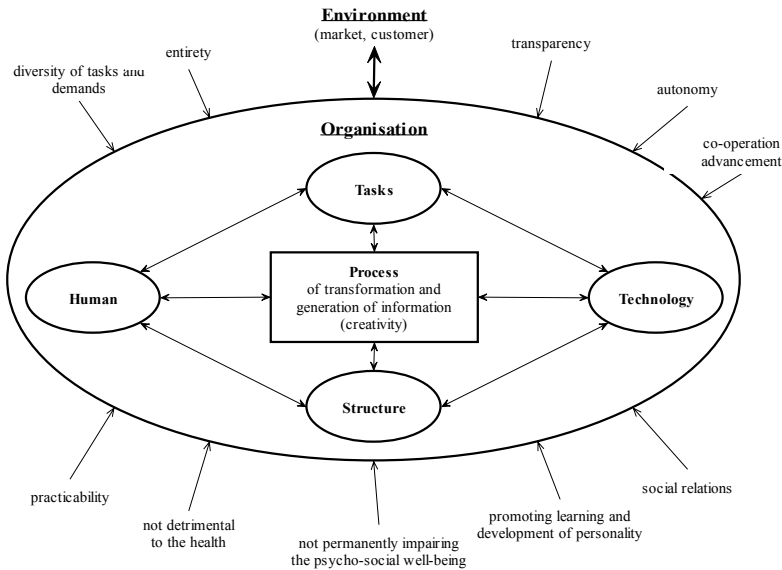 Environment
(market, customer)
transparency
entirety
diversity of tasks and
demands
autonomy
co-operation
advancement
Organisation
Tasks
Process
of transformation and
generation of information
(creativity)
Human
Technology
Structure
practicability
not detrimental
to the health
not permanently impairing
the psycho-social well-being
promoting learning and
development of personality
social relations